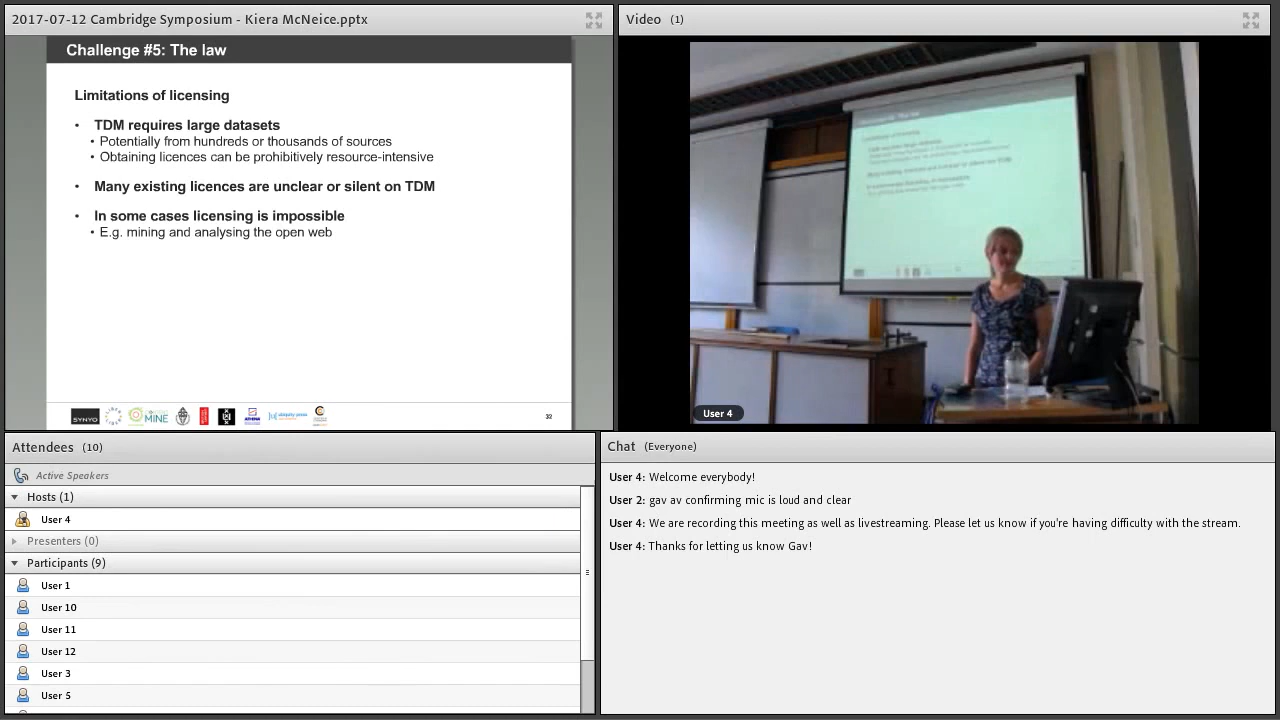 2017-07-12 Cambridge Symposium - Kiera McNeice.pptx
Challenge #5: The law
Limitations of licensing
• TDM requires large datasets
• Potentially from hundreds or thousands of sources
• Obtaining licences can be prohibitively resource-intensive
• Many existing licences are unclear or silent on TDM
• In some cases licensing is impossible
• E.g. mining and analysing the open web
SYNYO
MINE
ATHENA
ubiquity press
32
Video (1)
User 4
Attendees (10)
Active Speakers
Hosts (1)
User 4
Presenters (0)
Participants (9)
User 1
User 10
User 11
User 12
User 3
User 5
Chat (Everyone)
User 4: Welcome everybody!
User 2: gav av confirming mic is loud and clear
User 4: We are recording this meeting as well as livestreaming. Please let us know if you're having difficulty with the stream.
User 4: Thanks for letting us know Gav!